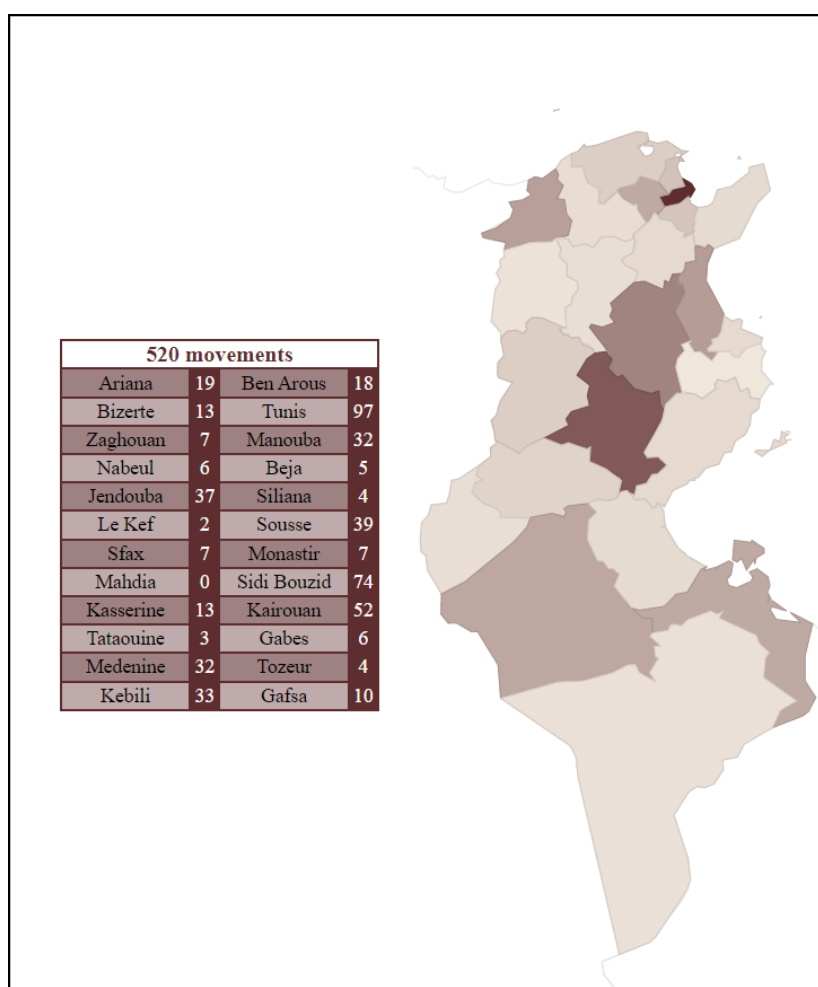 520 movements
Ariana 19 Ben Arous 18
Bizerte 13 Tunis 97
Zaghouan 7 Manouba 32
Nabeul 6 Beja 5
Jendouba 37 Siliana 4
Le Kef 2 Sousse 39
Sfax 7 Monastir 7
Mahdia 0 Sidi Bouzid 74
Kasserine 13 Kairouan 52
Tataouine 3 Gabes 6
Medenine 32 Tozeur 4
Kebili 33 Gafsa 10